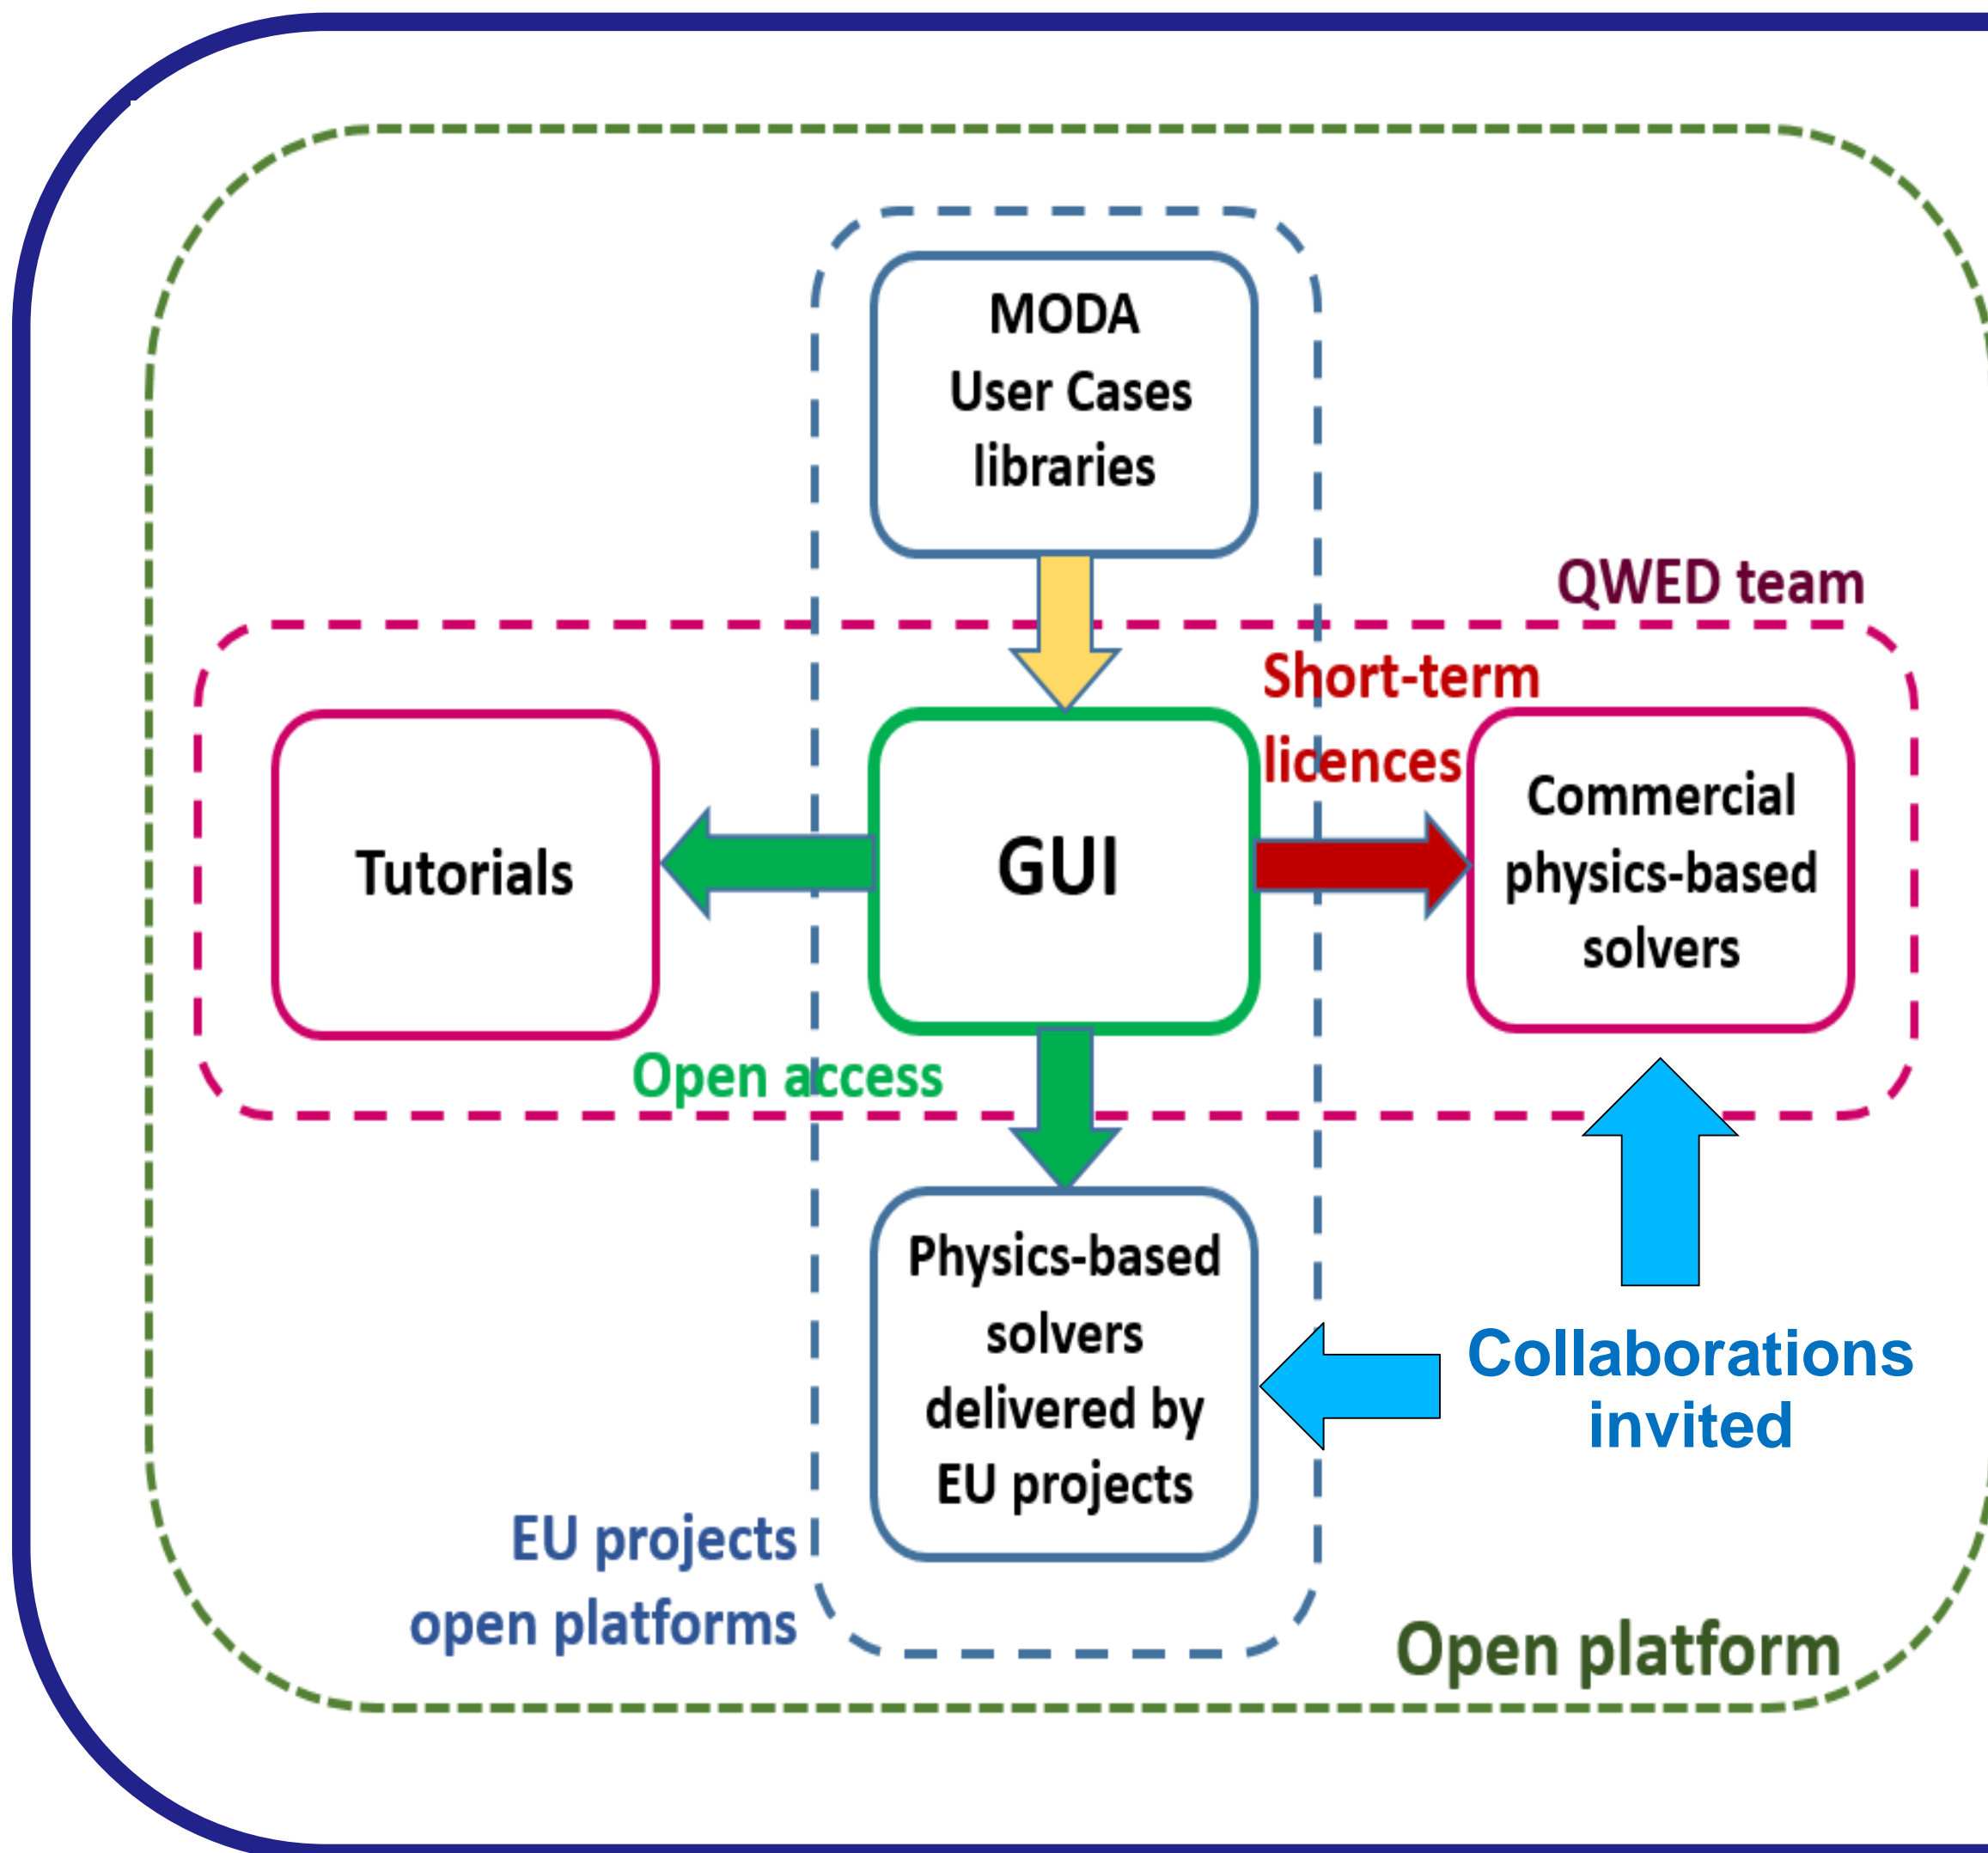 MODA
User Cases
libraries
QWED team
Short-term
licences
Tutorials
GUI
Commercial
physics-based
solvers
Open access
Physics-based
solvers
delivered by
EU projects
Collaborations
invited
EU projects
open platforms
Open platform